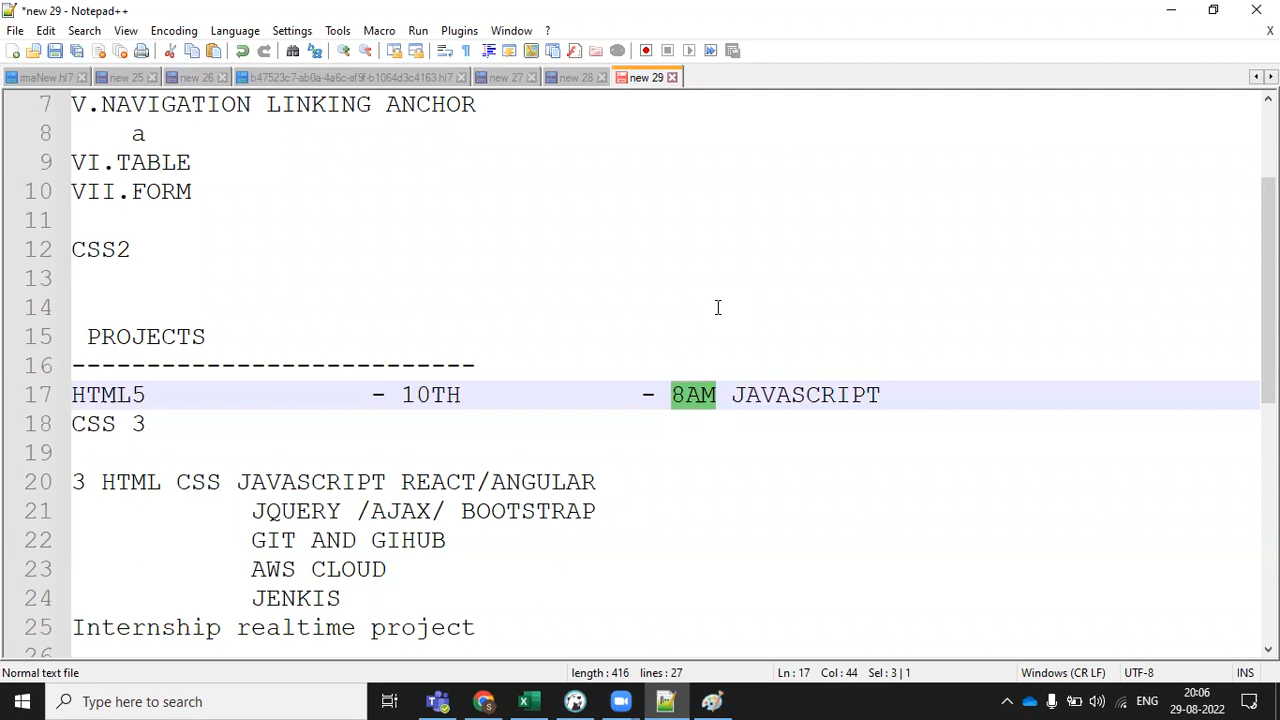 *new 29 - Notepad++
File Edit Search View Encoding Language Settings Tools Macro Run Plugins Window ?
X
maNew.hl7 new 25 new 26 new 27 new 28 new 29
7 V.NAVIGATION LINKING ANCHOR
8 a
9 VI.TABLE
10 VII.FORM
11
12 CSS2
13
14
15 PROJECTS
16 ---------------------------
17 HTML5 - 10TH - 8AM JAVASCRIPT
18 CSS 3
19
20 3 HTML CSS JAVASCRIPT REACT/ANGULAR
21 JQUERY /AJAX/ BOOTSTRAP
22 GIT AND GIHUB
23 AWS CLOUD
24 JENKIS
25 Internship realtime project
26
Normal text file length : 416 lines : 27 Ln : 17 Col : 44 Sel : 3 | 1 Windows (CR LF) UTF-8 INS
Type here to search ENG 20:06
29-08-2022